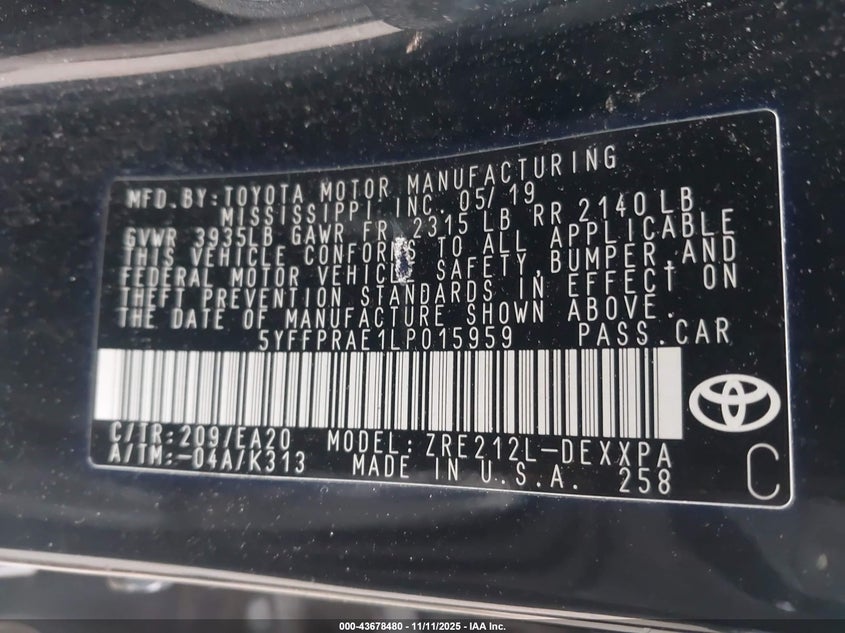 MFD.BY:TOYOTA MOTOR MANUFACTURING
MISSISSIPPI, INC. 05/19
GVWR 3935LB GAWR FR 2315 LB RR 2140 LB
THIS VEHICLE CONFORMS TO ALL APPLICABLE
FEDERAL MOTOR VEHICLE SAFETY,BUMPER,AND
THEFT PREVENTION STANDARDS IN EFFECT ON
THE DATE OF MANUFACTURE SHOWN ABOVE.
5YFFPRAE1LP015959 PASS.CAR
C/TR:209/EA20 MODEL:ZRE212L-DEXXPA
A/TM:-04A/K313 MADE IN U.S.A. 258
C
000-43678480 - 11/11/2025 - IAA Inc.